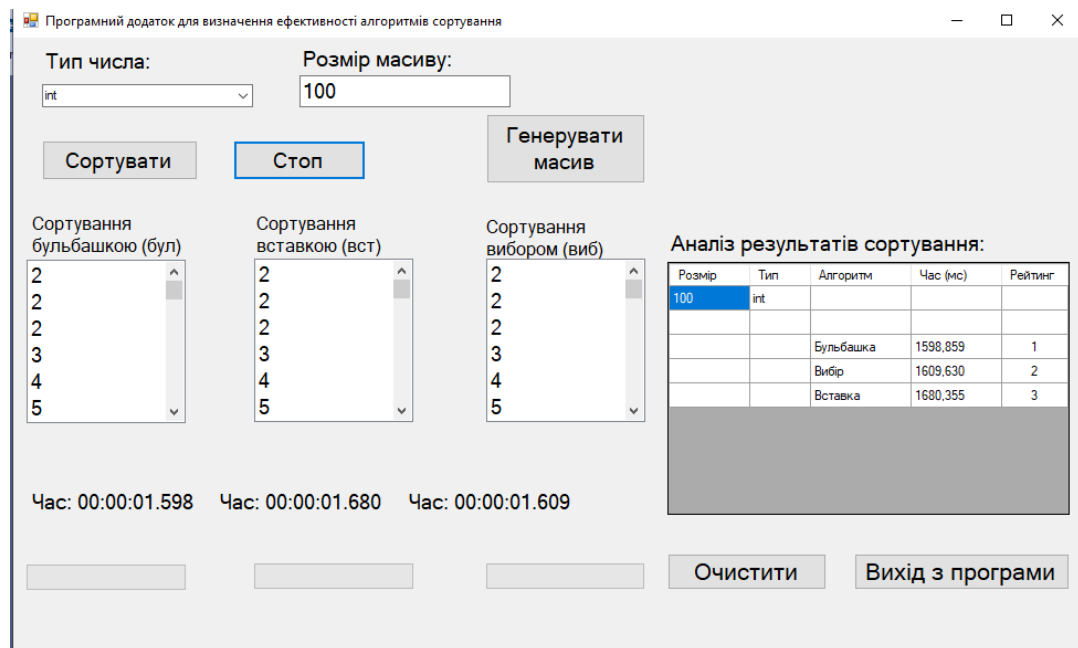 Програмний додаток для визначення ефективності алгоритмів сортування
Тип числа:
Розмір масиву:
int
100
Сортувати
Стоп
Генерувати
масив
Сортування
бульбашкою (бул)
2
2
2
3
4
5
Сортування
вставкою (вст)
2
2
2
3
4
5
Сортування
вибором (виб)
2
2
2
3
4
5
Аналіз результатів сортування:
Розмір Тип Алгоритм Час (мс) Рейтинг
100 int
Бульбашка 1598,859 1
Вибір 1609,630 2
Вставка 1680,355 3
Час: 00:00:01.598 Час: 00:00:01.680 Час: 00:00:01.609
Очистити
Вихід з програми